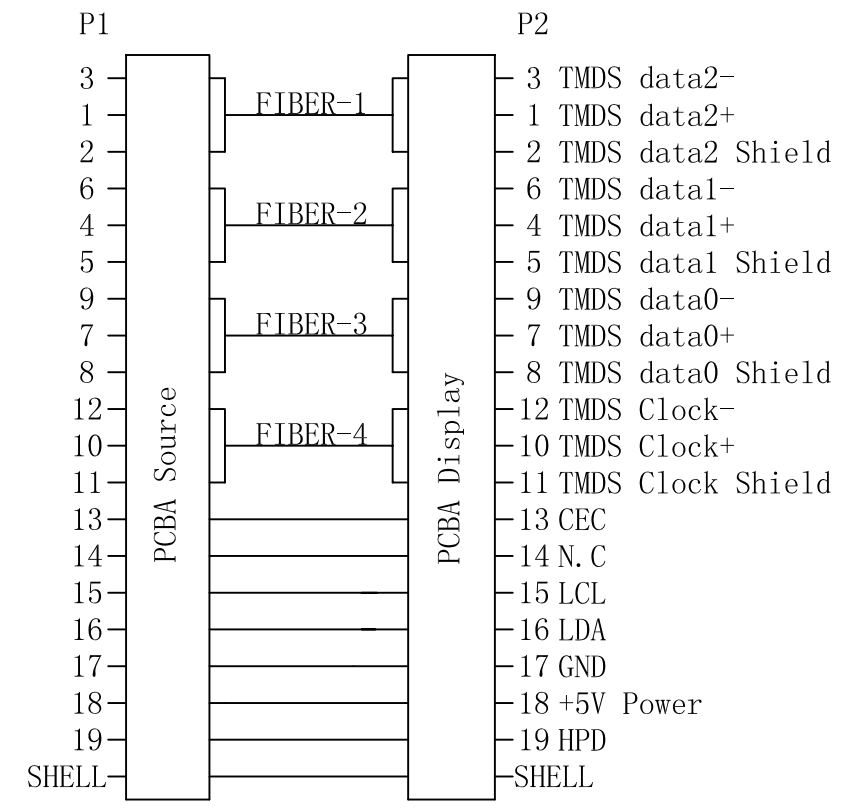 P1 P2
3 FIBER-1 3 TMDS data2-
1 1 TMDS data2+
2 2 TMDS data2 Shield
6 FIBER-2 6 TMDS data1-
4 4 TMDS data1+
5 5 TMDS data1 Shield
9 FIBER-3 9 TMDS data0-
7 7 TMDS data0+
8 8 TMDS data0 Shield
12 FIBER-4 12 TMDS Clock-
10 10 TMDS Clock+
11 11 TMDS Clock Shield
13 13 CEC
14 14 N.C
15 15 LCL
16 16 LDA
17 17 GND
18 18 +5V Power
19 19 HPD
SHELL SHELL
PCBA Source
PCBA Display